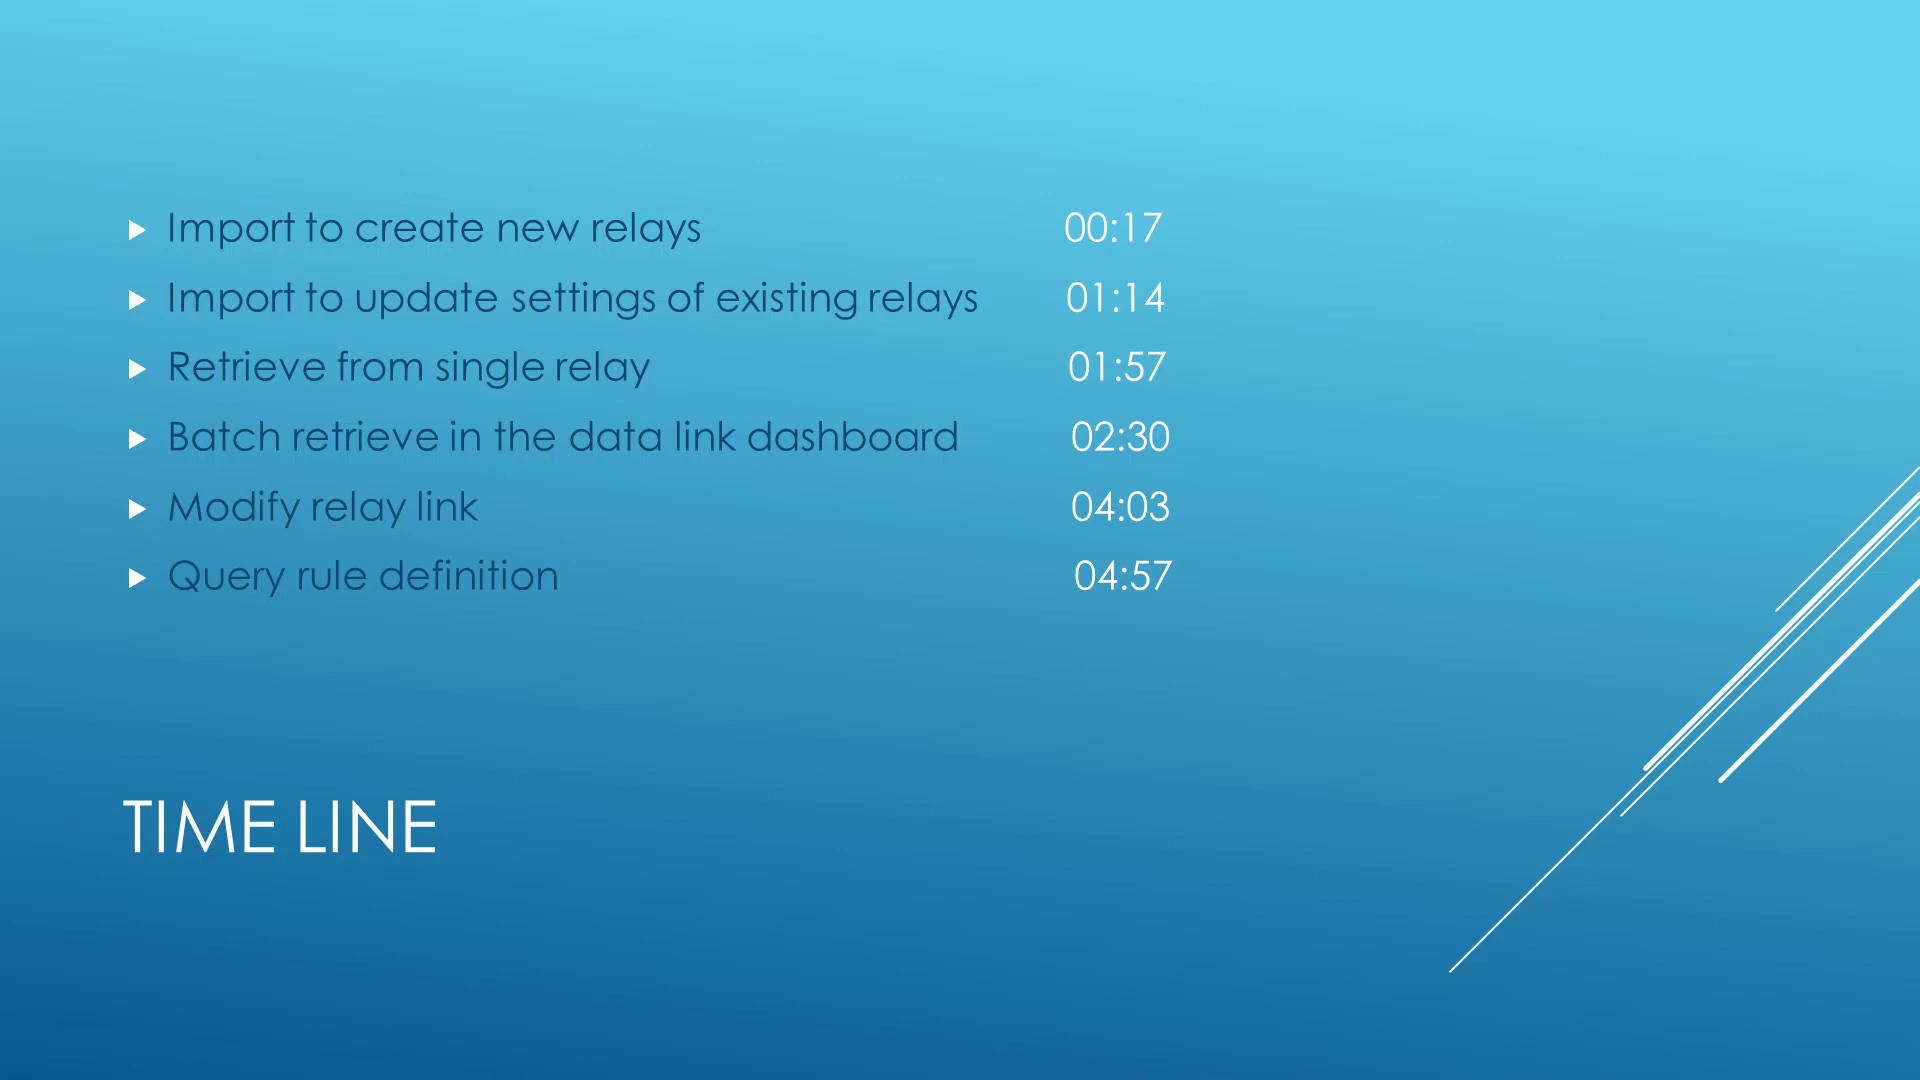 Import to create new relays 00:17
Import to update settings of existing relays 01:14
Retrieve from single relay 01:57
Batch retrieve in the data link dashboard 02:30
Modify relay link 04:03
Query rule definition 04:57
TIME LINE